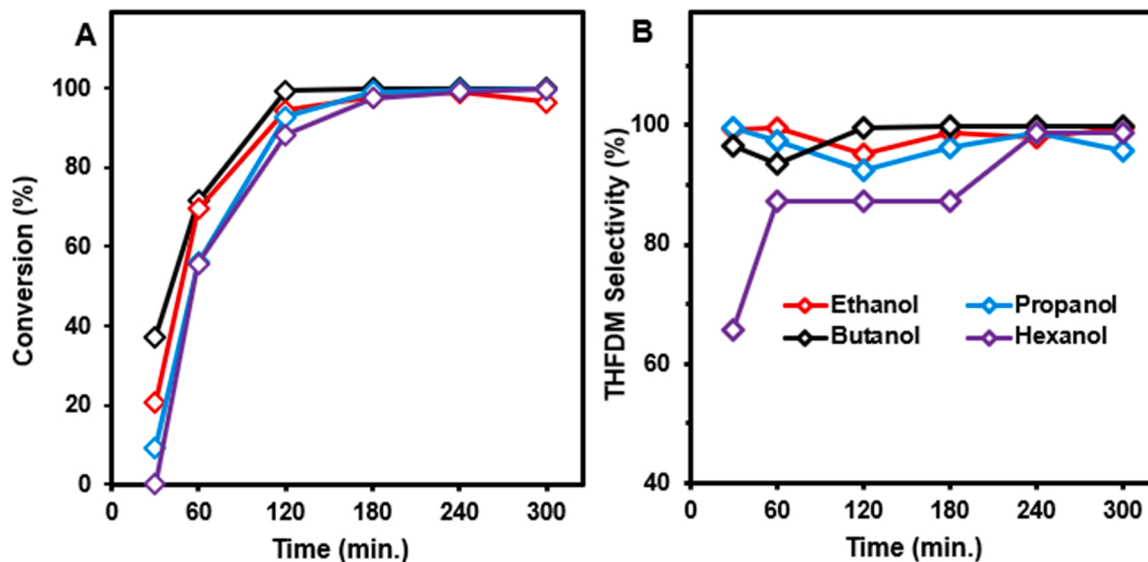 A
Conversion (%)
100
80
60
40
20
0
0 60 120 180 240 300
Time (min.)
B
THFDM Selectivity (%)
100
80
60
40
Ethanol Propanol
Butanol Hexanol
0 60 120 180 240 300
Time (min.)